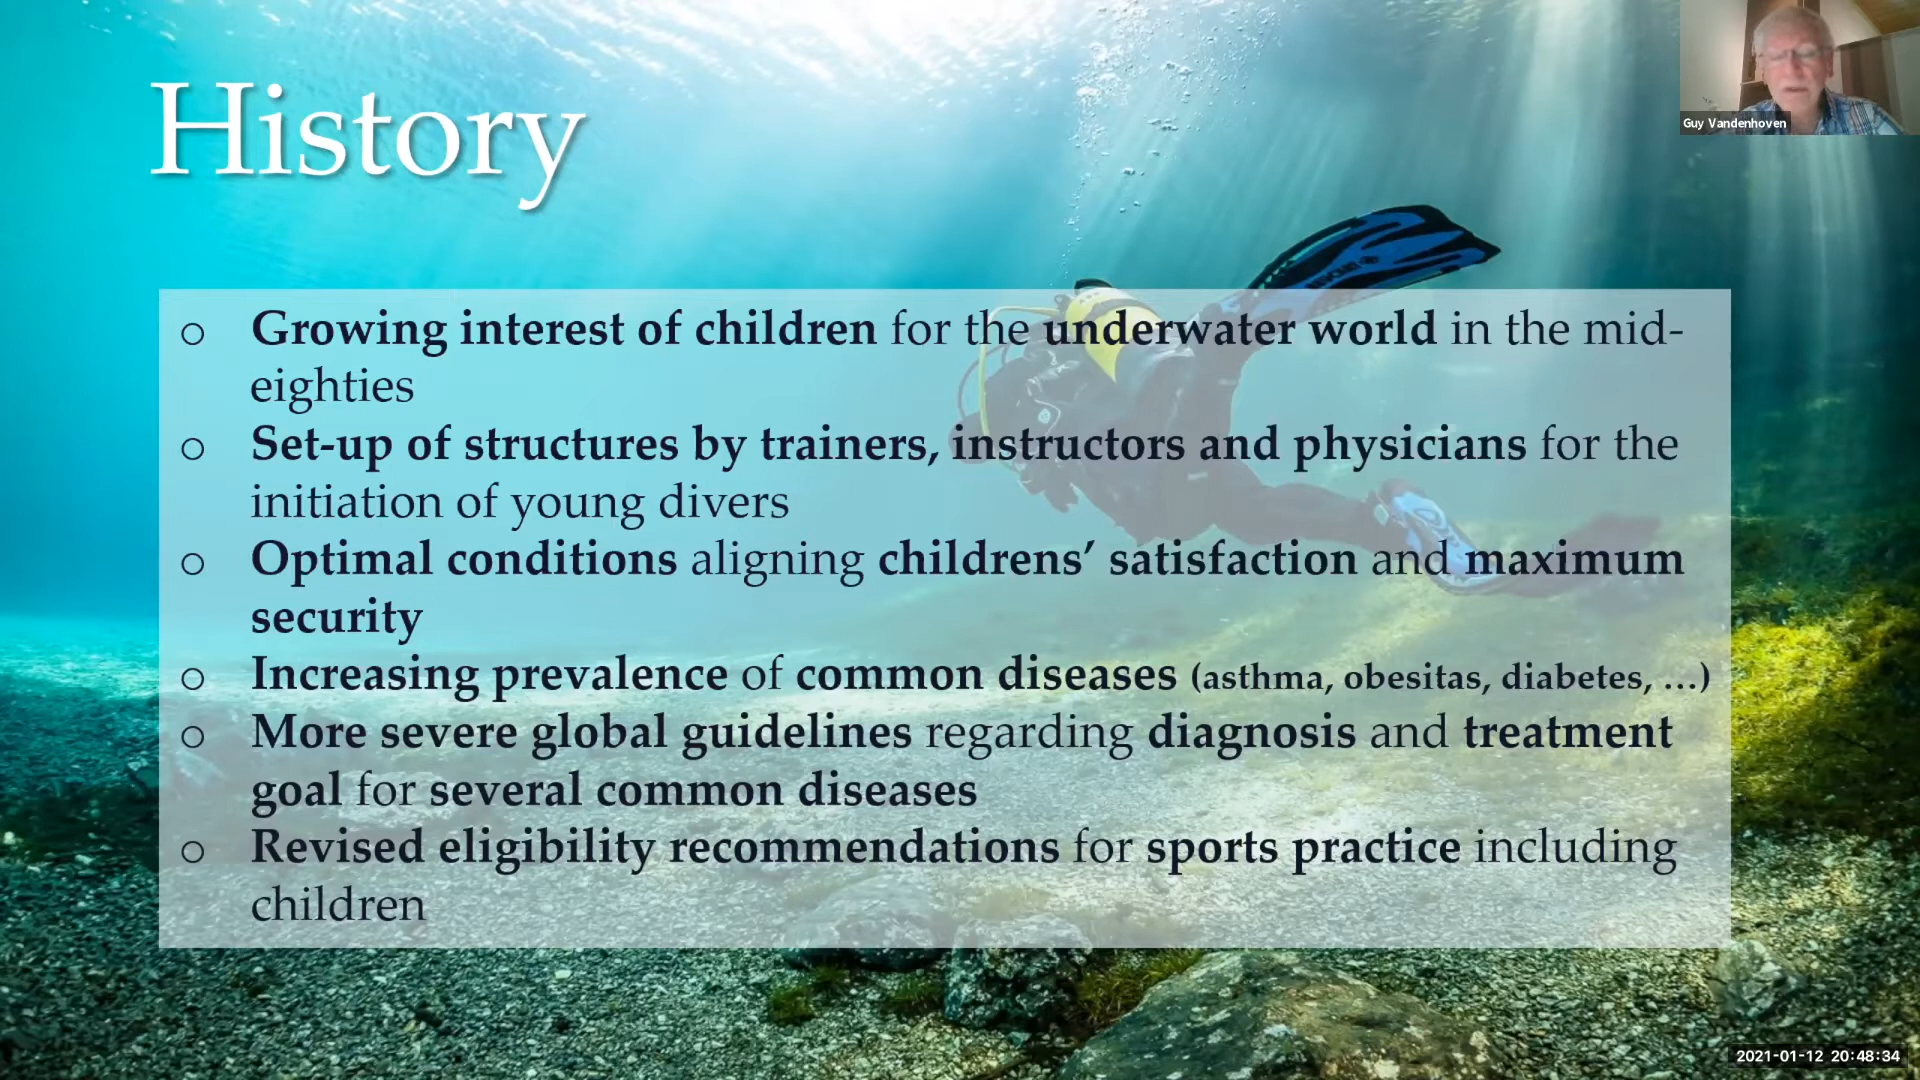 Guy Vandenhoven
History
o Growing interest of children for the underwater world in the mid-
eighties
o Set-up of structures by trainers, instructors and physicians for the
initiation of young divers
o Optimal conditions aligning childrens’ satisfaction and maximum
security
o Increasing prevalence of common diseases (asthma, obesitas, diabetes, …)
o More severe global guidelines regarding diagnosis and treatment
goal for several common diseases
o Revised eligibility recommendations for sports practice including
children
2021-01-12 20:48:34